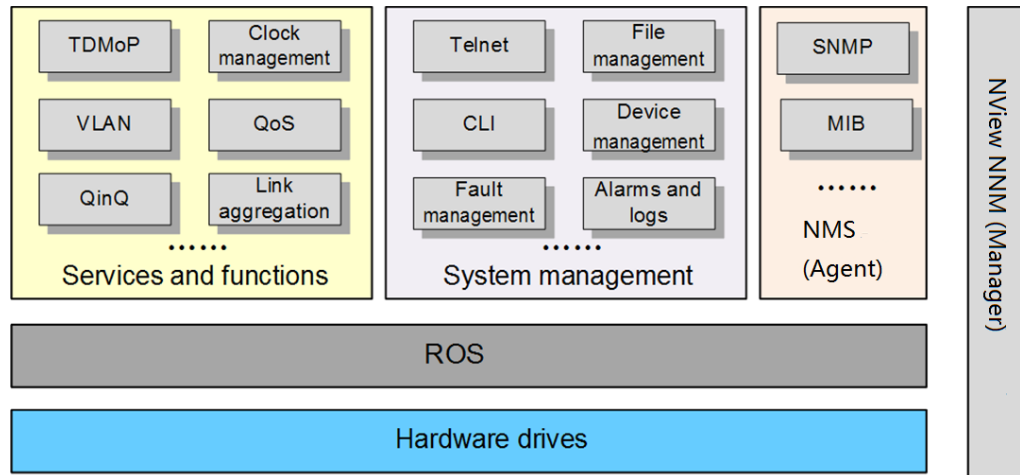 TDMoP
Clock
management
VLAN
QoS
QinQ
Link
aggregation
······
Services and functions
Telnet
File
management
CLI
Device
management
Fault
management
Alarms and
logs
······
System management
SNMP
MIB
······
NMS
(Agent)
NView NNM (Manager)
ROS
Hardware drives